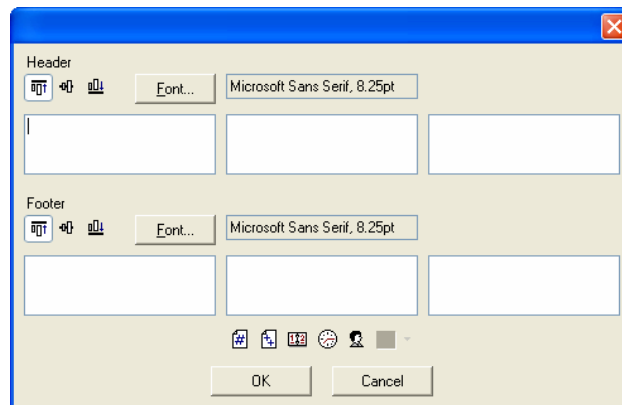 Header
Font... Microsoft Sans Serif, 8.25pt
Footer
Font... Microsoft Sans Serif, 8.25pt
OK Cancel